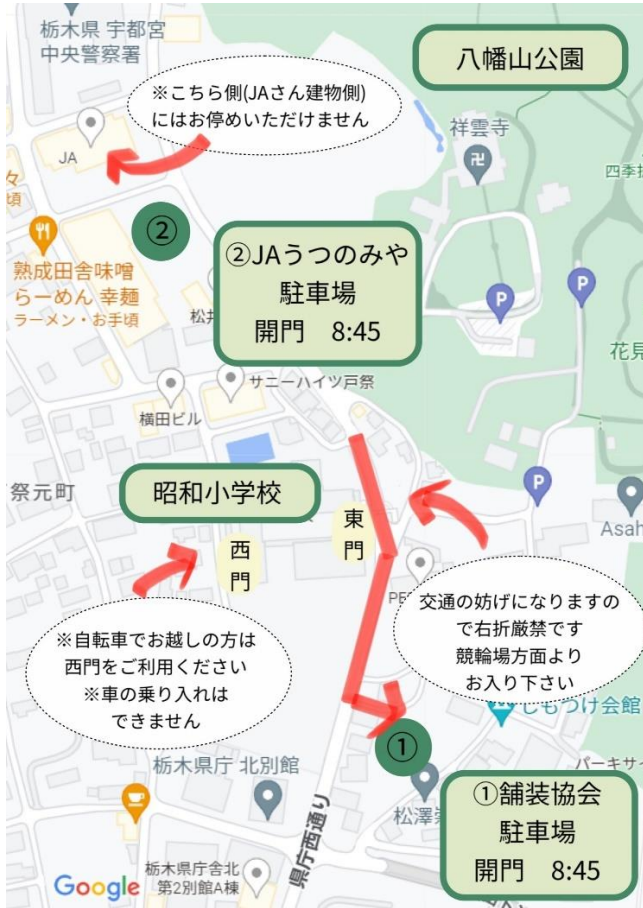 栃木県 宇都宮
中央警察署
八幡山公園
※こちら側(JAさん建物側)
にはお停めいただけません
JA
祥雲寺
②
②JAうつのみや
駐車場
開門 8:45
熟成田舎味噌
らーめん 幸麺
ラーメン・お手頃
P
P
花見
サニーハイツ戸祭
横田ビル
昭和小学校
祭元町
東
門
西
門
P
Asah
※自転車でお越しの方は
西門をご利用ください
※車の乗り入れは
できません
交通の妨げになりますの
で右折厳禁です
競輪場方面より
お入り下さい
しもつけ会館
①
栃木県庁 北別館
パーキサイ
県庁西通り
①舗装協会
駐車場
開門 8:45
栃木県庁舎北
第2別館A棟
Google